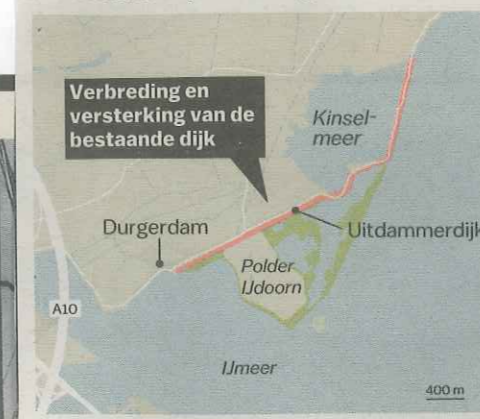 Verbreding en
versterking van de
bestaande dijk
Kinsel-
meer
Durgerdam
Uitdammerdijk
Polder
IJdoorn
A10
IJmeer
400 m